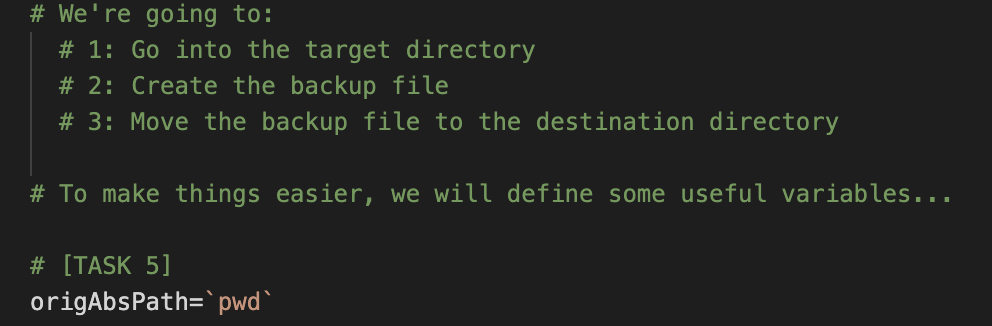 # We're going to:
# 1: Go into the target directory
# 2: Create the backup file
# 3: Move the backup file to the destination directory
# To make things easier, we will define some useful variables...
# [TASK 5]
origAbsPath=`pwd`